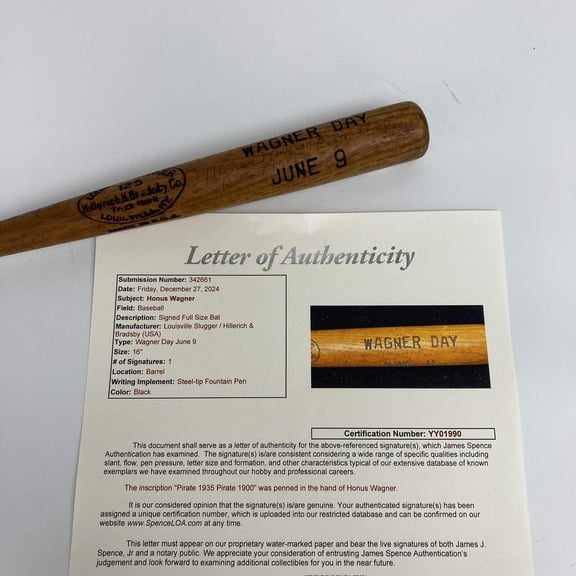 WAGNER DAY
JUNE 9
125
Hillerich & Bradsby Co
Trade Mark
LOUISVILLE, KY.
MADE IN U.S.A.
Letter of Authenticity
Submission Number: 342661
Date: Friday, December 27, 2024
Subject: Honus Wagner
Field: Baseball
Description: Signed Full Size Bat
Manufacturer: Louisville Slugger / Hillerich &
Bradsby (USA)
Type: Wagner Day June 9
Size: 16"
# of Signatures: 1
Location: Barrel
Writing Implement: Steel-tip Fountain Pen
Color: Black
WAGNER DAY
Certification Number: YY01990
This document shall serve as a letter of authenticity for the above-referenced signature(s), which James Spence
Authentication has examined. The signature(s) is/are consistent considering a wide range of specific qualities including
slant, flow, pen pressure, letter size and formation, and other characteristics typical of our extensive database of known
exemplars we have examined throughout our hobby and professional careers.
The inscription "Pirate 1935 Pirate 1900" was penned in the hand of Honus Wagner.
It is our considered opinion that the signature(s) is/are genuine. Your authenticated signature(s) has been
assigned a unique certification number, which is uploaded into our restricted database and can be confirmed on our
website www.SpenceLOA.com at any time.
This letter must appear on our proprietary water-marked paper and bear the live signatures of both James J.
Spence, Jr and a notary public. We appreciate your consideration of entrusting James Spence Authentication's
judgement and look forward to examining additional collectibles for you in the near future.